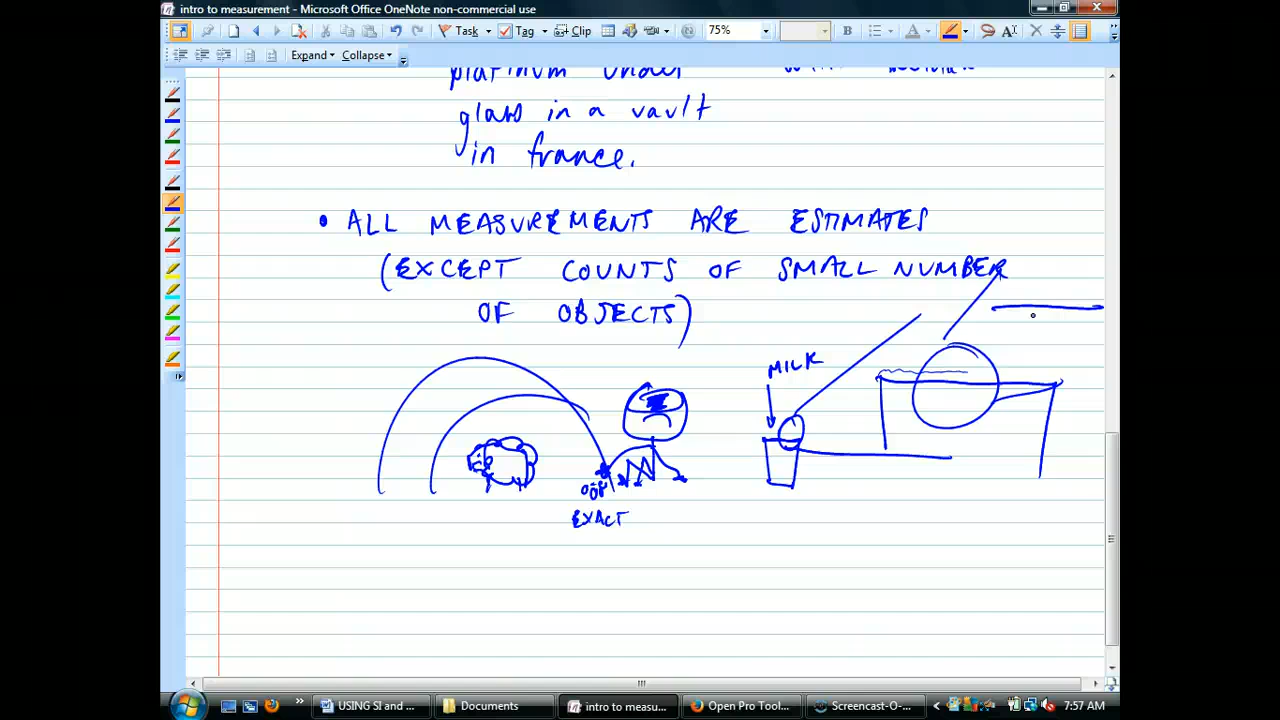 intro to measurement - Microsoft Office OneNote non-commercial use
Task
Tag
Clip
75%
Expand
Collapse
platinum under
glass in a vault
in france.
• ALL MEASUREMENTS ARE ESTIMATES
(EXCEPT COUNTS OF SMALL NUMBER
OF OBJECTS)
MILK
EXACT
USING SI and ...
Documents
intro to measu...
Open Pro Tool...
Screencast-O-...
7:57 AM